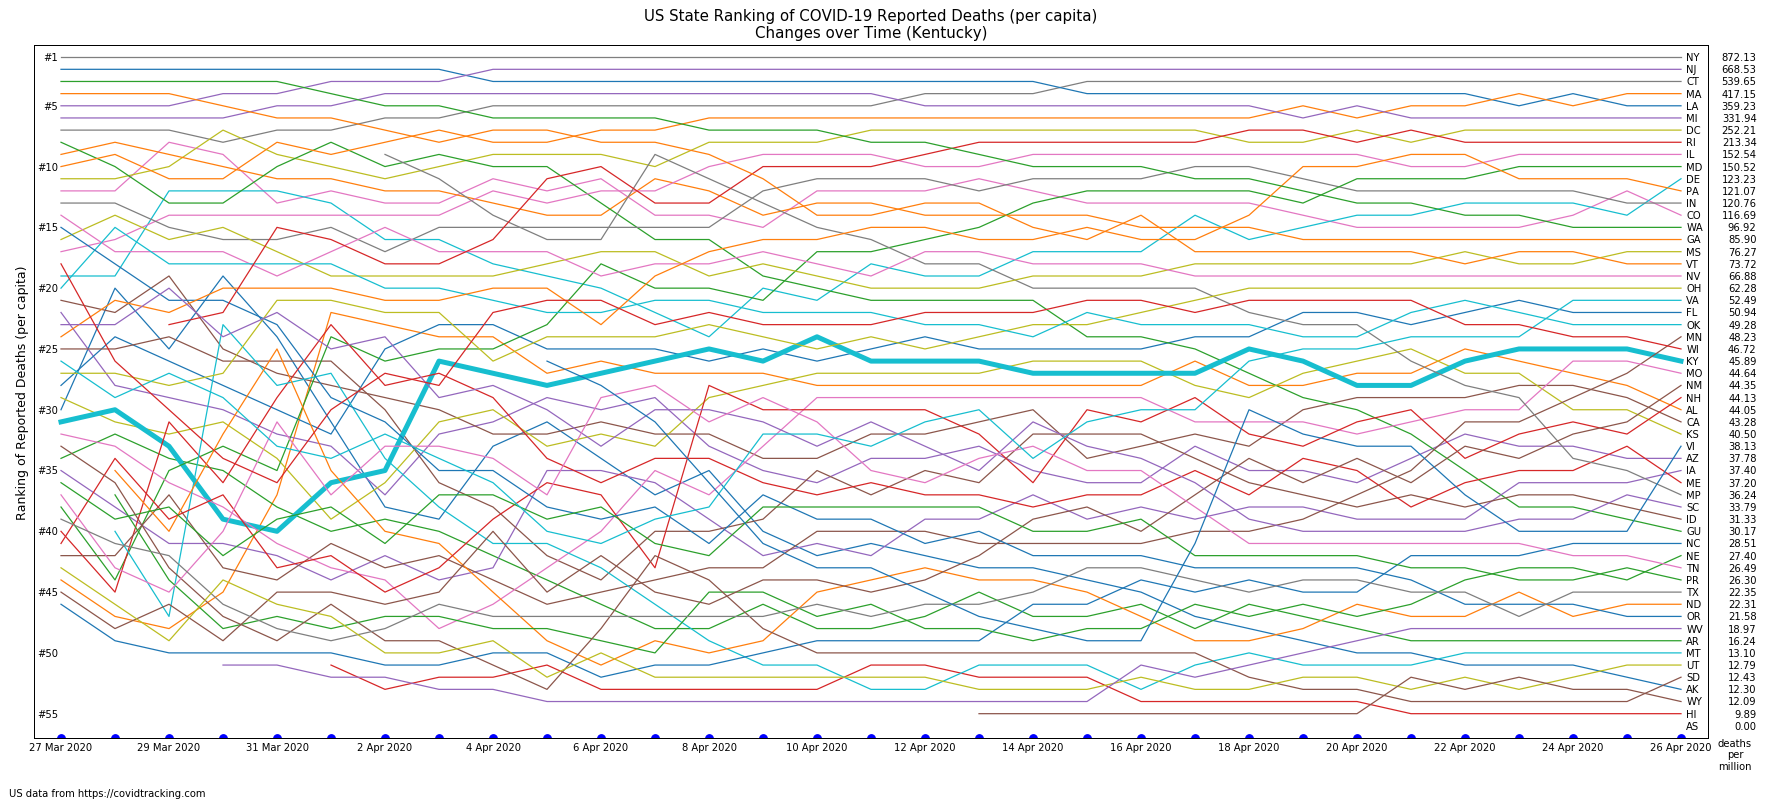 US State Ranking of COVID-19 Reported Deaths (per capita)
Changes over Time (Kentucky)
Ranking of Reported Deaths (per capita)
#1
#5
#10
#15
#20
#25
#30
#35
#40
#45
#50
#55
NY 872.13
NJ 668.53
CT 539.65
MA 417.15
LA 359.23
MI 331.94
DC 252.21
RI 213.34
IL 152.54
MD 150.52
DE 123.23
PA 121.07
IN 120.76
CO 116.69
WA 96.92
GA 85.90
MS 76.27
VT 73.72
NV 66.88
OH 62.28
VA 52.49
FL 50.94
OK 49.28
MN 48.23
WI 46.72
KY 45.89
MO 44.64
NM 44.35
NH 44.13
AL 44.05
CA 43.28
KS 40.50
VI 38.13
AZ 37.78
IA 37.40
ME 37.20
MP 36.24
SC 33.79
ID 31.33
GU 30.17
NC 28.51
NE 27.40
TN 26.49
PR 26.30
TX 22.35
ND 22.31
OR 21.58
WV 18.97
AR 16.24
MT 13.10
UT 12.79
SD 12.43
AK 12.30
WY 12.09
HI 9.89
AS 0.00
27 Mar 2020 29 Mar 2020 31 Mar 2020 2 Apr 2020 4 Apr 2020 6 Apr 2020 8 Apr 2020 10 Apr 2020 12 Apr 2020 14 Apr 2020 16 Apr 2020 18 Apr 2020 20 Apr 2020 22 Apr 2020 24 Apr 2020 26 Apr 2020
deaths
per
million
US data from https://covidtracking.com